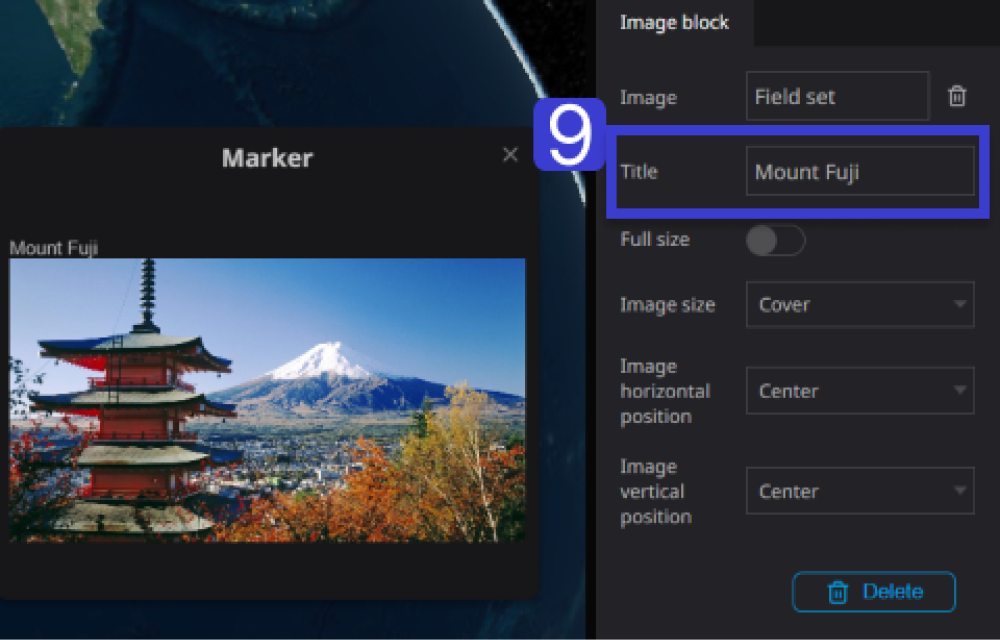 Marker
Mount Fuji
9
Image block
Image
Field set
Title
Mount Fuji
Full size
Image size
Cover
Image
horizontal
position
Center
Image
vertical
position
Center
Delete